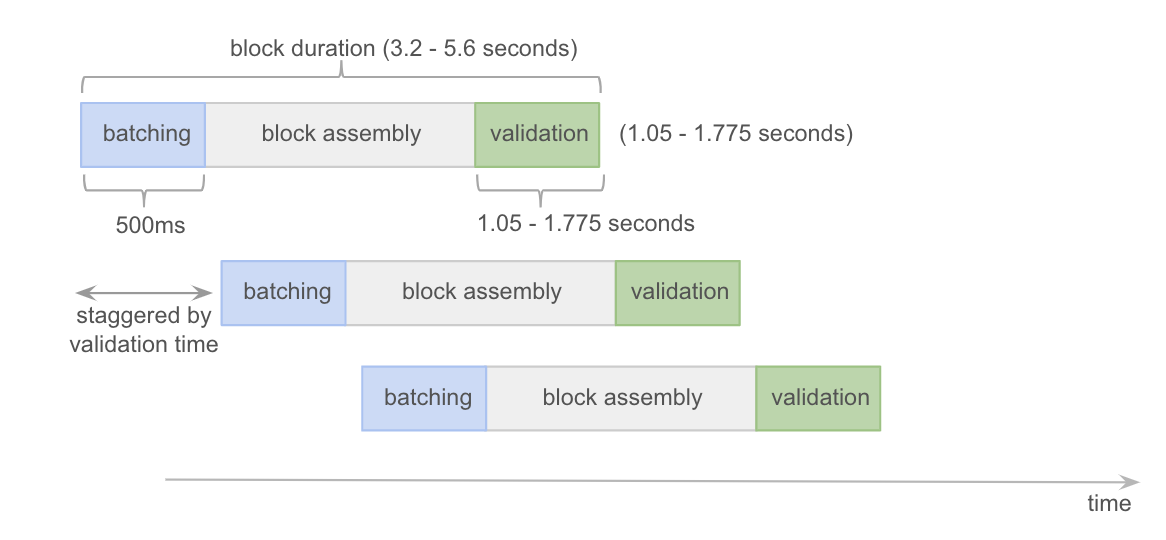 block duration (3.2 - 5.6 seconds)
batching
block assembly
validation
(1.05 - 1.775 seconds)
500ms
1.05 - 1.775 seconds
batching
block assembly
validation
staggered by
validation time
batching
block assembly
validation
time